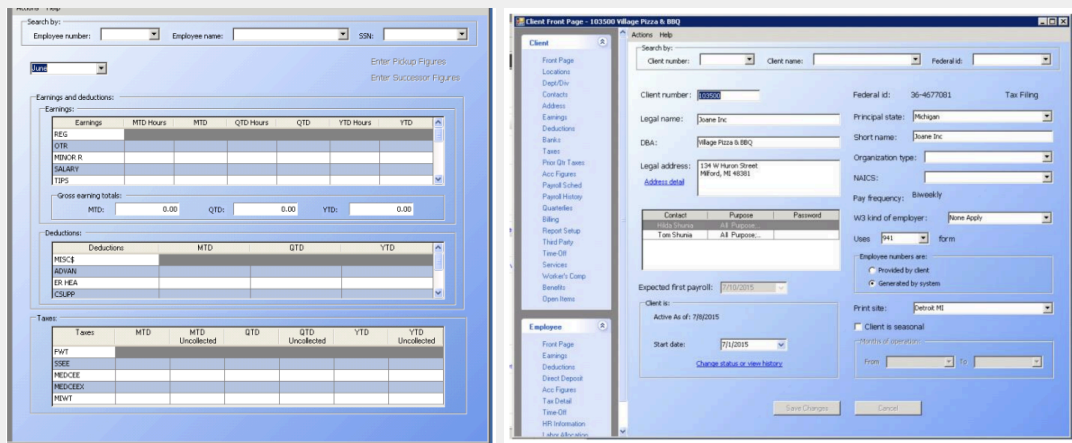 Actions Help
Search by:
Employee number: Employee name: SSN:
June
Enter Pickup Figures
Enter Successor Figures
Earnings and deductions:
Earnings:
Earnings MTD Hours MTD QTD Hours QTD YTD Hours YTD
REG
OTR
MINOR R
SALARY
TIPS
Gross earning totals:
MTD: 0.00 QTD: 0.00 YTD: 0.00
Deductions:
Deductions MTD QTD YTD
MISC$
ADVAN
ER HEA
CSUPP
Taxes:
Taxes MTD MTD Uncollected QTD QTD Uncollected YTD YTD Uncollected
FWT
SSEE
MEDCEE
MEDCEEX
MIWT
Client Front Page - 103500 Village Pizza & BBQ
Client
Front Page
Locations
Dept/Div
Contacts
Address
Earnings
Deductions
Banks
Taxes
Prior Qtr Taxes
Acc Figures
Payroll Sched
Payroll History
Quarterlies
Billing
Report Setup
Third Party
Time-Off
Services
Worker's Comp
Benefits
Open Items
Employee
Front Page
Earnings
Deductions
Direct Deposit
Acc Figures
Tax Detail
Time-Off
HR Information
Labor Allocation
Actions Help
Search by:
Client number: Client name: Federal id:
Client number: 103500
Legal name: Joane Inc
DBA: Village Pizza & BBQ
Legal address: 134 W Huron Street
Milford, MI 48381
Address detail
Contact Purpose Password
Hilda Shunia All Purpose;..
Tom Shunia All Purpose;..
Expected first payroll: 7/10/2015
Client is:
Active As of: 7/8/2015
Start date: 7/1/2015
Change status or view history
Federal id: 36-4677081 Tax Filing
Principal state: Michigan
Short name: Joane Inc
Organization type:
NAICS:
Pay frequency: Biweekly
W3 kind of employer: None Apply
Uses 941 form
Employee numbers are:
Provided by client
Generated by system
Print site: Detroit MI
Client is seasonal
Months of operation:
From To
Save Changes Cancel